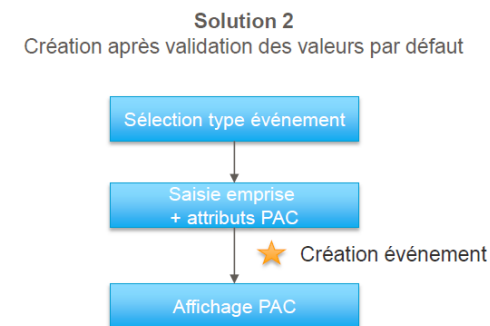 Solution 2
Création après validation des valeurs par défaut
Sélection type événement
Saisie emprise
+ attributs PAC
Création événement
Affichage PAC